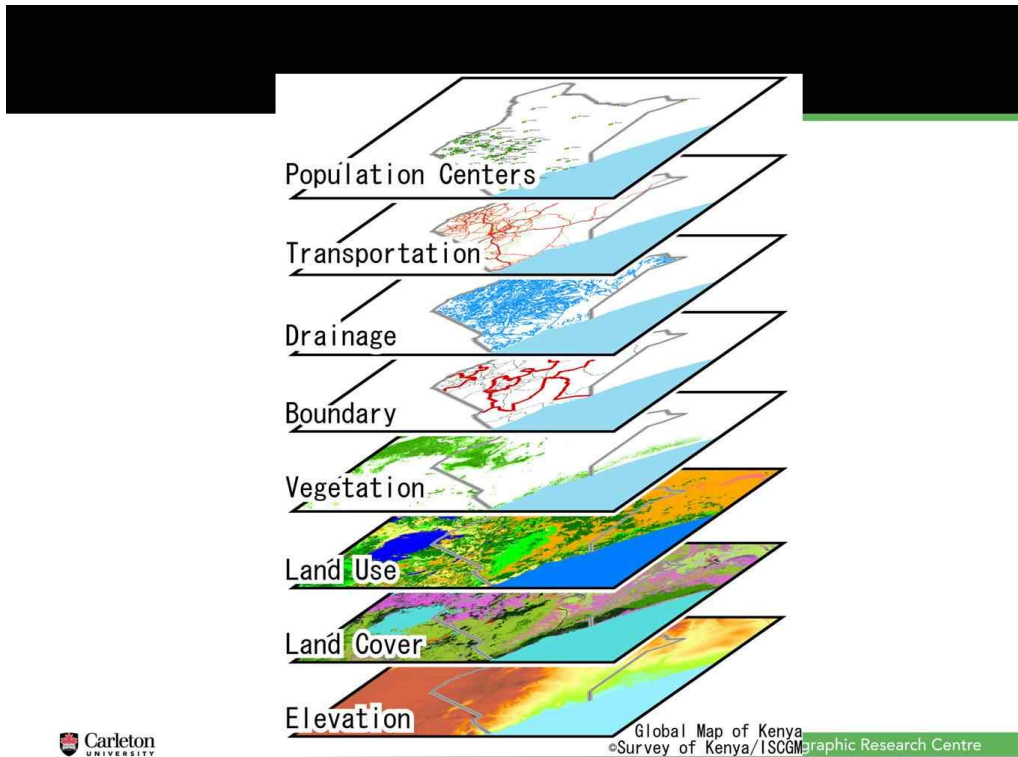 Population Centers
Transportation
Drainage
Boundary
Vegetation
Land Use
Land Cover
Elevation
Global Map of Kenya
©Survey of Kenya/ISCGM
Carleton
UNIVERSITY
graphic Research Centre